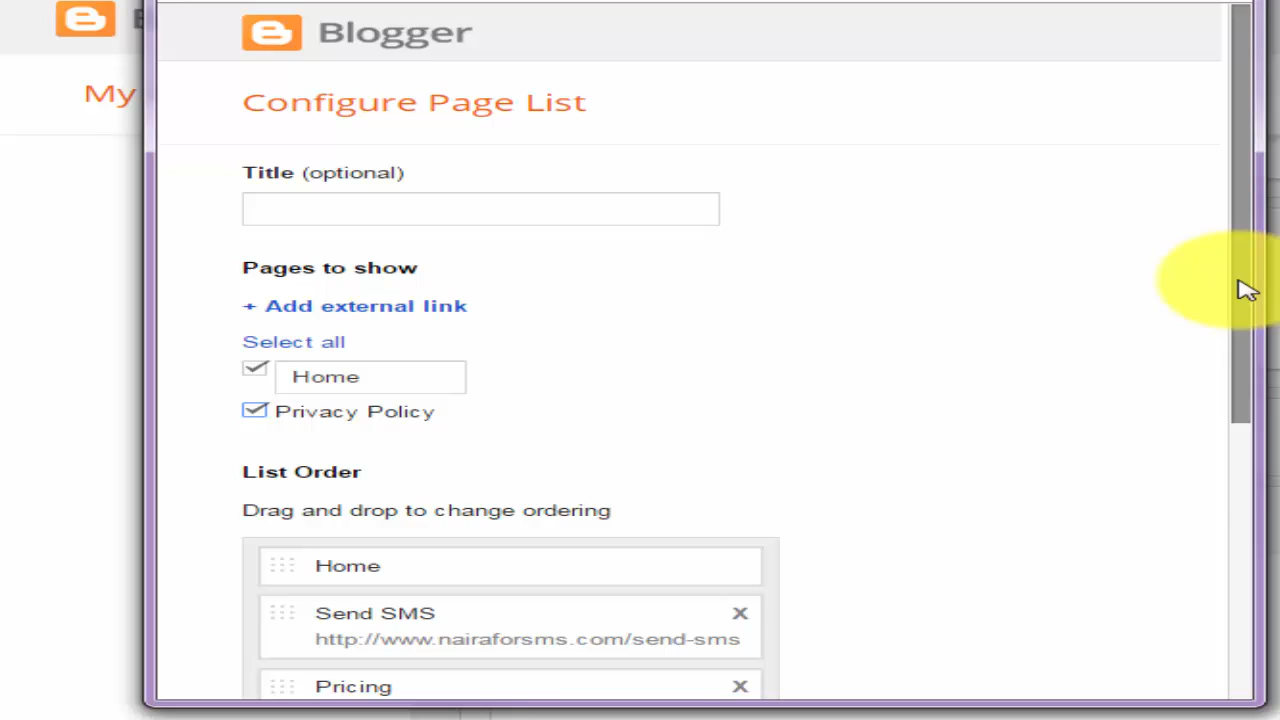 Blogger
My
Configure Page List
Title (optional)
Pages to show
+ Add external link
Select all
Home
Privacy Policy
List Order
Drag and drop to change ordering
Home
Send SMS
http://www.nairaforsms.com/send-sms
Pricing